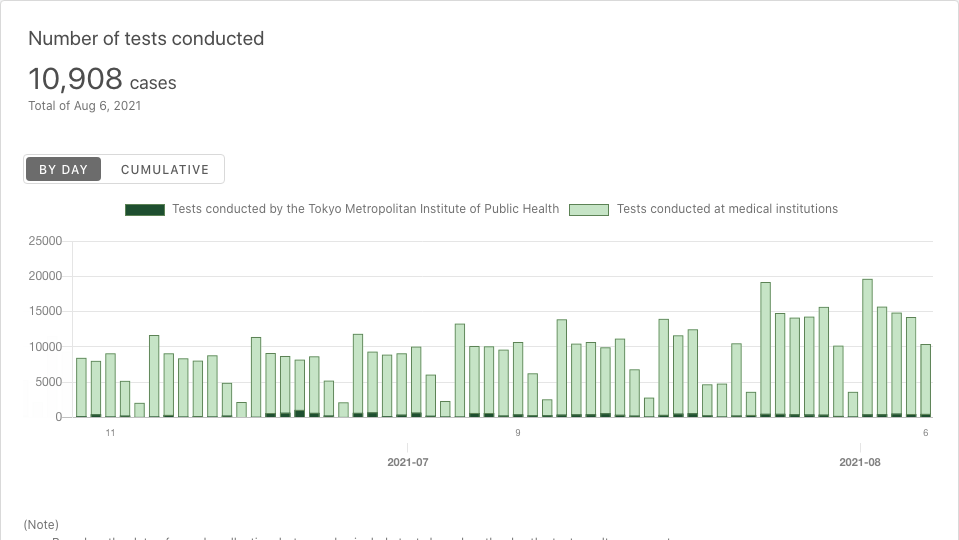 Number of tests conducted
10,908 cases
Total of Aug 6, 2021
BY DAY CUMULATIVE
Tests conducted by the Tokyo Metropolitan Institute of Public Health Tests conducted at medical institutions
25000
20000
15000
10000
5000
0
11 9 6
2021-07 2021-08
(Note)